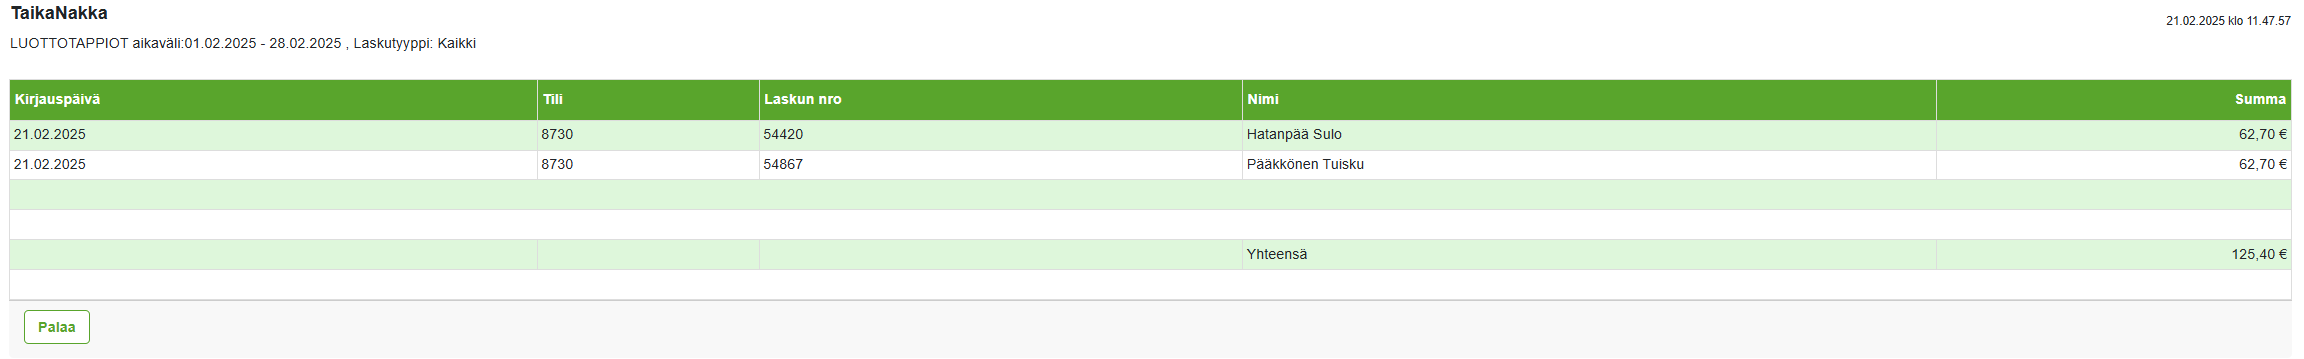 TaikaNakka
21.02.2025 klo 11.47.57
LUOTTOTAPPIOT aikaväli:01.02.2025 - 28.02.2025 , Laskutyyppi: Kaikki
Kirjauspäivä Tili Laskun nro Nimi Summa
21.02.2025 8730 54420 Hatanpää Sulo 62,70 €
21.02.2025 8730 54867 Pääkkönen Tuisku 62,70 €
Yhteensä 125,40 €
Palaa